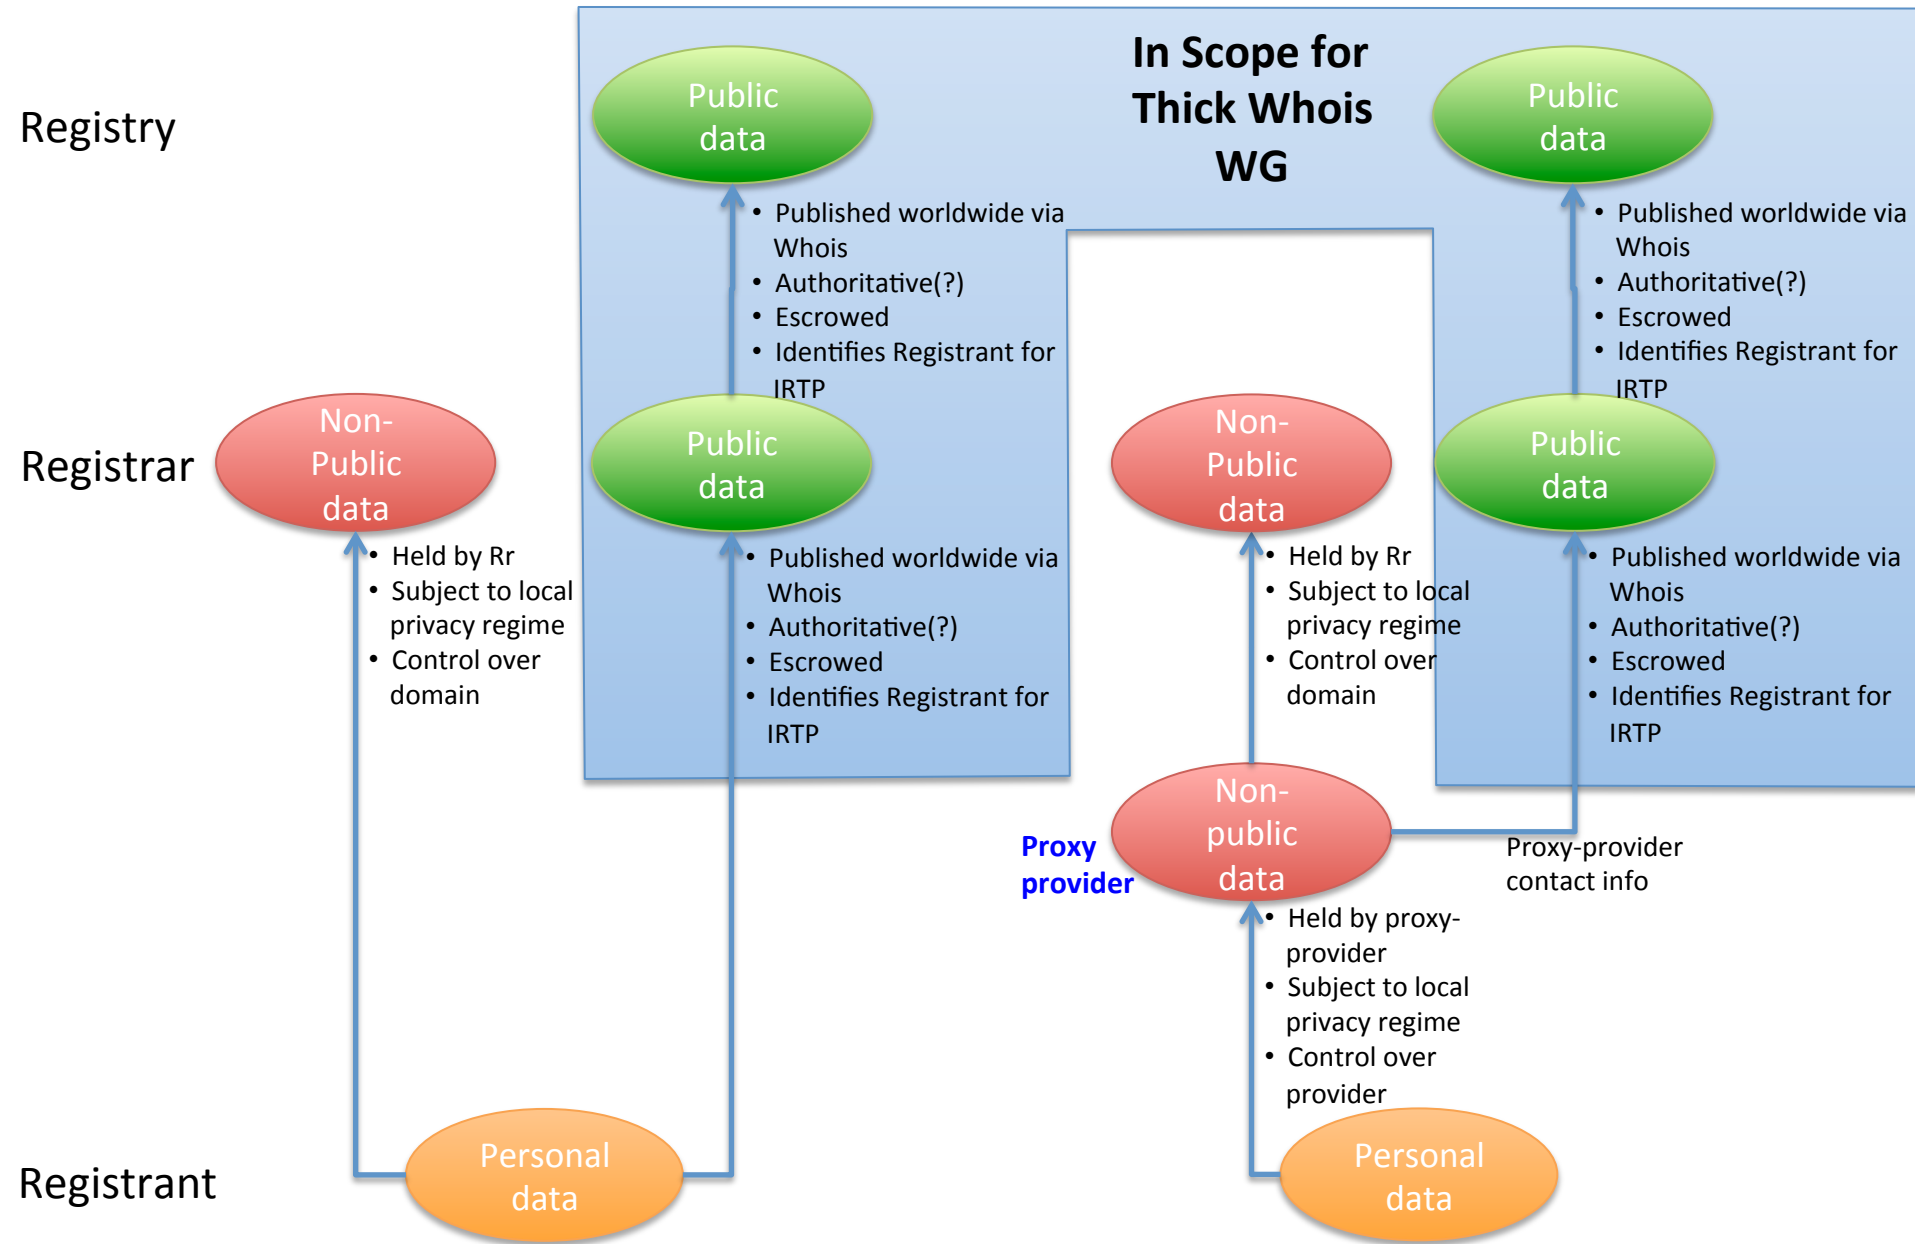 In Scope for
Thick Whois
WG
Registry
Public
data
Public
data
• Published worldwide via
Whois
• Authoritative(?)
• Escrowed
• Identifies Registrant for
IRTP
• Published worldwide via
Whois
• Authoritative(?)
• Escrowed
• Identifies Registrant for
IRTP
Registrar
Non-
Public
data
Public
data
Non-
Public
data
Public
data
• Held by Rr
• Subject to local
privacy regime
• Control over
domain
• Published worldwide via
Whois
• Authoritative(?)
• Escrowed
• Identifies Registrant for
IRTP
• Held by Rr
• Subject to local
privacy regime
• Control over
domain
• Published worldwide via
Whois
• Authoritative(?)
• Escrowed
• Identifies Registrant for
IRTP
Proxy
provider
Non-
public
data
Proxy-provider
contact info
• Held by proxy-
provider
• Subject to local
privacy regime
• Control over
provider
Registrant
Personal
data
Personal
data